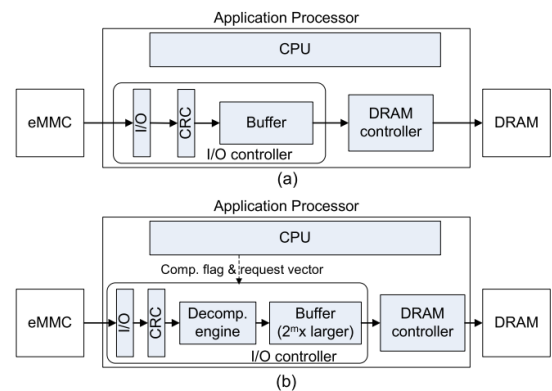 Application Processor
CPU
eMMC
I/O
CRC
Buffer
I/O controller
DRAM
controller
DRAM
(a)
Application Processor
CPU
Comp. flag & request vector
eMMC
I/O
CRC
Decomp.
engine
Buffer
(2ᵐx larger)
I/O controller
DRAM
controller
DRAM
(b)